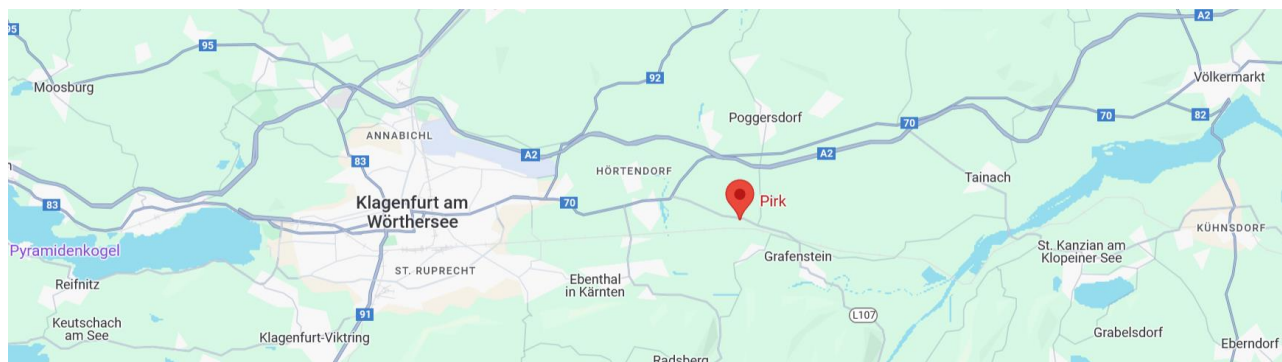 95
A2
95
82
92
Völkermarkt
Moosburg
Poggersdorf
70
70
82
ANNABICHL
A2
A2
83
HÖRTENDORF
Tainach
Klagenfurt am
Wörthersee
70
Pirk
83
KÜHNSDORF
Pyramidenkogel
St. Kanzian am
Klopeiner See
Grafenstein
ST. RUPRECHT
Ebenthal
in Kärnten
Reifnitz
91
L107
Keutschach
am See
Klagenfurt-Viktring
Grabelsdorf
Eberndorf
Radsberg